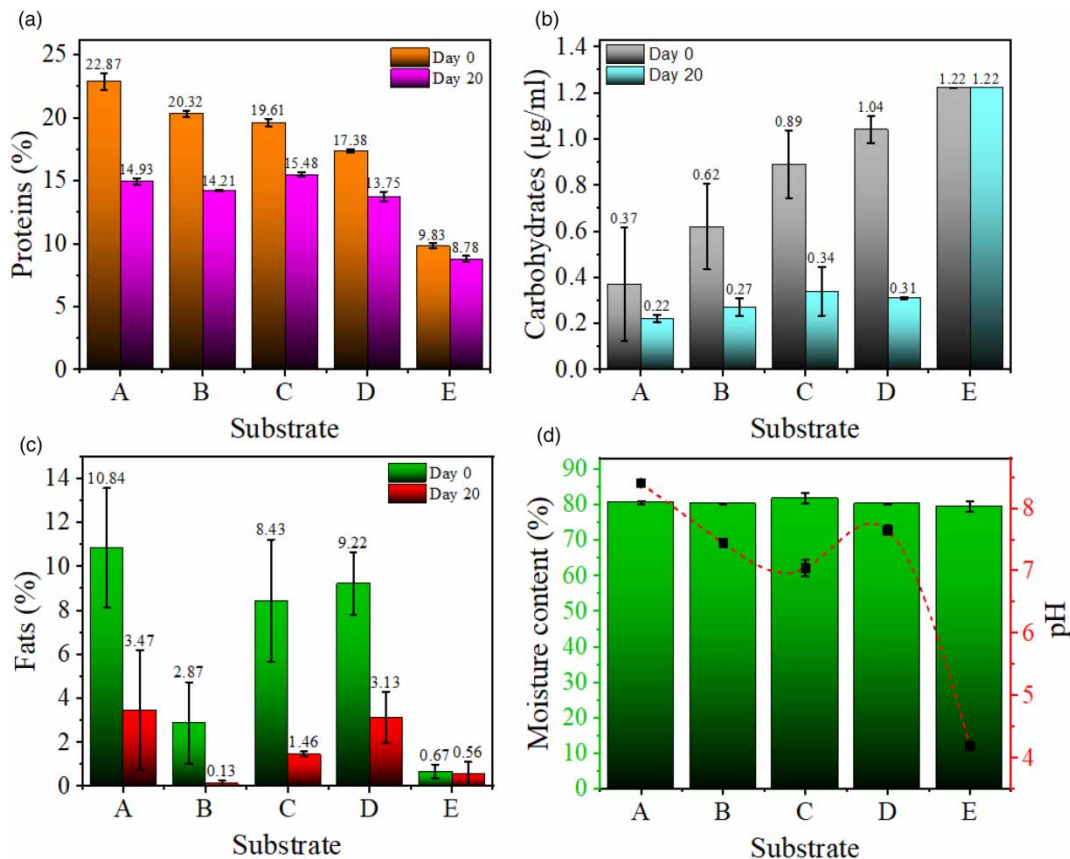 (a)
Proteins (%)
25
20
15
10
5
0
Day 0
Day 20
22.87
14.93
20.32
14.21
19.61
15.48
17.38
13.75
9.83
8.78
A B C D E
Substrate
(b)
Carbohydrates (µg/ml)
1.4
1.2
1.0
0.8
0.6
0.4
0.2
0.0
Day 0
Day 20
0.37
0.22
0.62
0.27
0.89
0.34
1.04
0.31
1.22
1.22
A B C D E
Substrate
(c)
Fats (%)
14
12
10
8
6
4
2
0
Day 0
Day 20
10.84
3.47
2.87
0.13
8.43
1.46
9.22
3.13
0.67
0.56
A B C D E
Substrate
(d)
Moisture content (%)
90
80
70
60
50
40
30
20
10
0
8
7
6
5
4
pH
A B C D E
Substrate